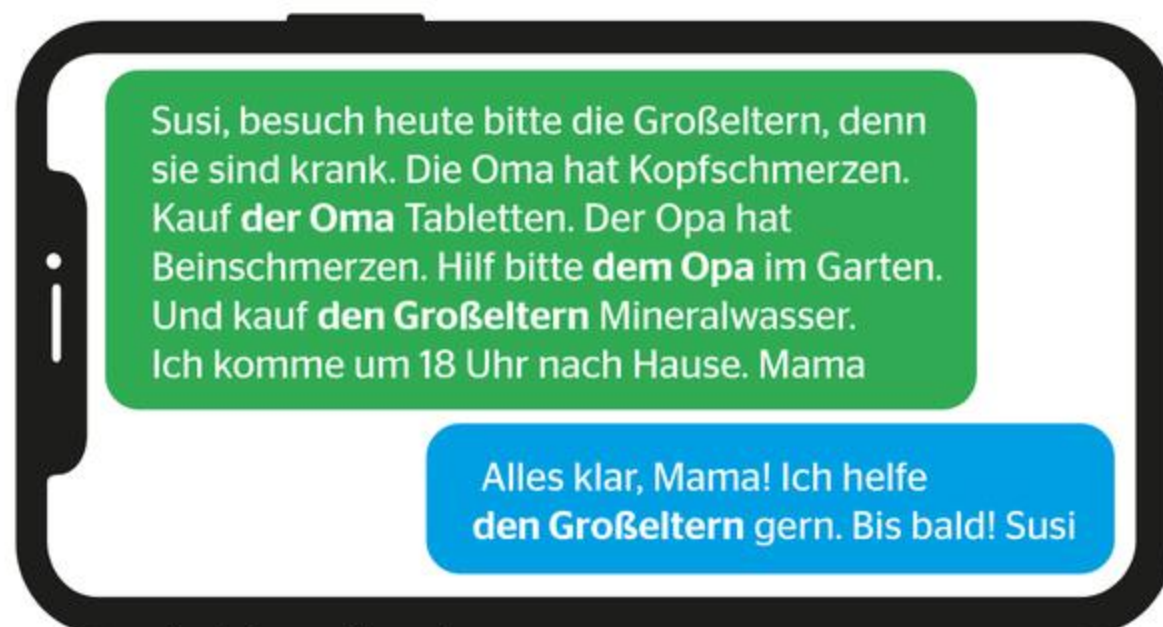 Susi, besuch heute bitte die Großeltern, denn
sie sind krank. Die Oma hat Kopfschmerzen.
Kauf der Oma Tabletten. Der Opa hat
Beinschmerzen. Hilf bitte dem Opa im Garten.
Und kauf den Großeltern Mineralwasser.
Ich komme um 18 Uhr nach Hause. Mama
Alles klar, Mama! Ich helfe
den Großeltern gern. Bis bald! Susi